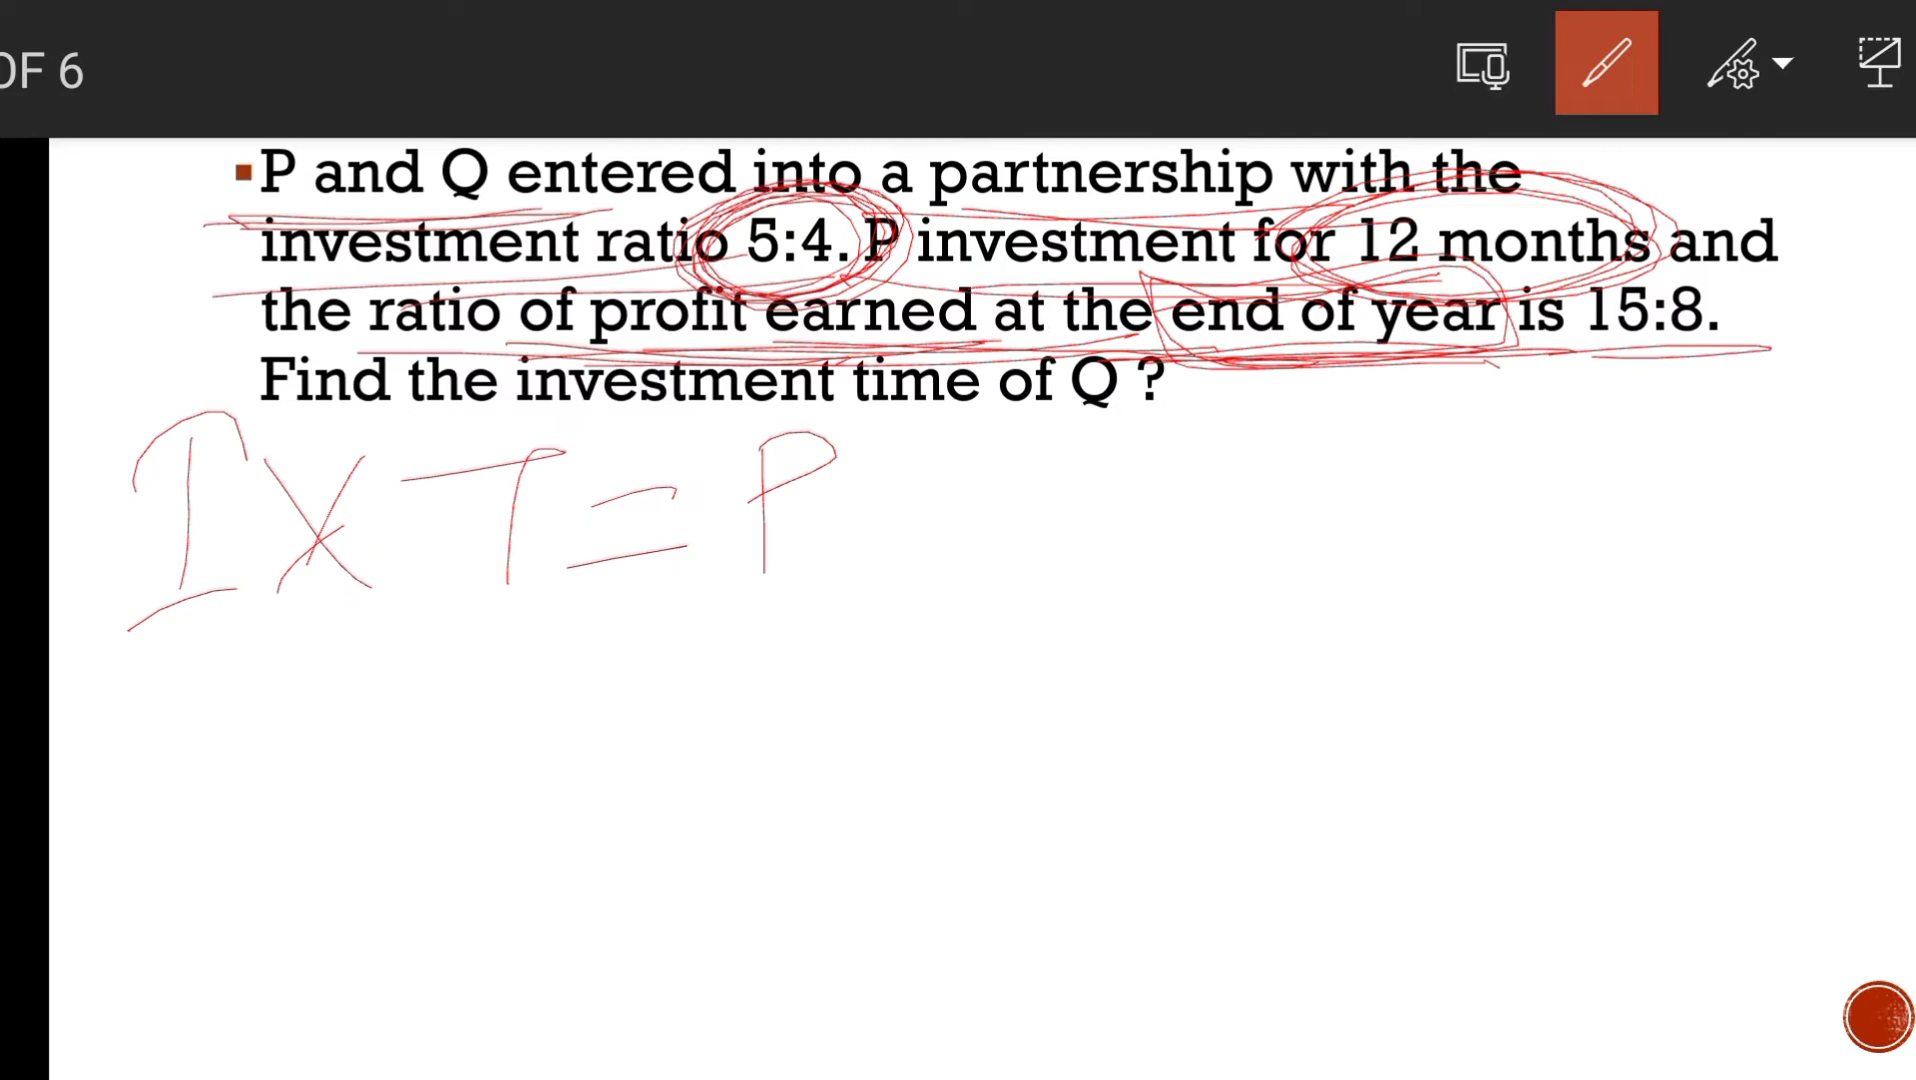 OF 6
P and Q entered into a partnership with the
investment ratio 5:4. P investment for 12 months and
the ratio of profit earned at the end of year is 15:8.
Find the investment time of Q ?
I X T = P